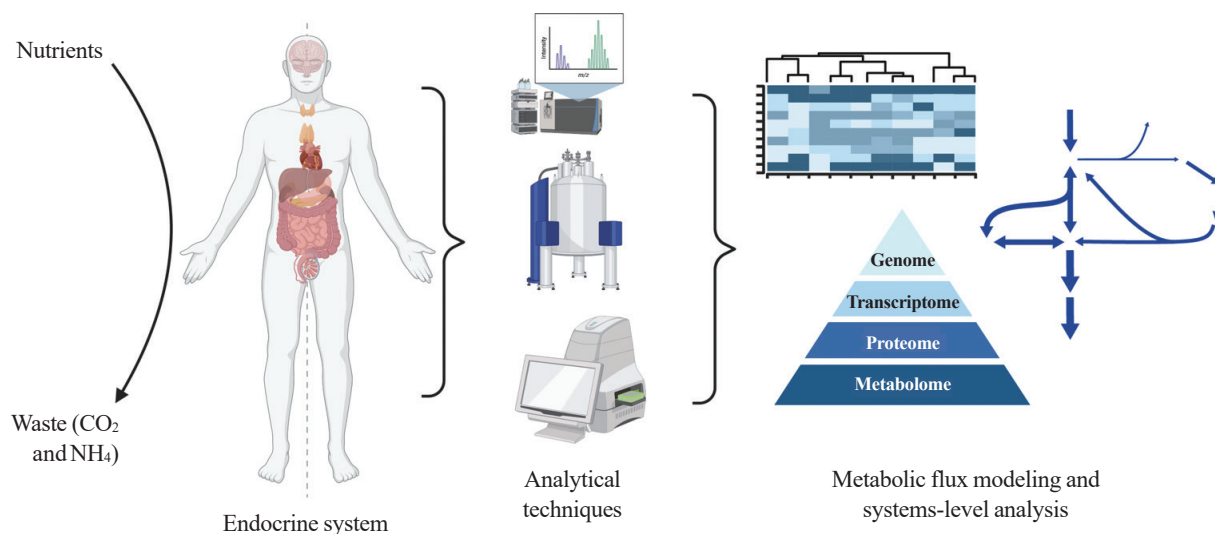 Nutrients
Waste (CO₂
and NH₄)
Endocrine system
Intensity
m/z
Analytical
techniques
Genome
Transcriptome
Proteome
Metabolome
Metabolic flux modeling and
systems-level analysis